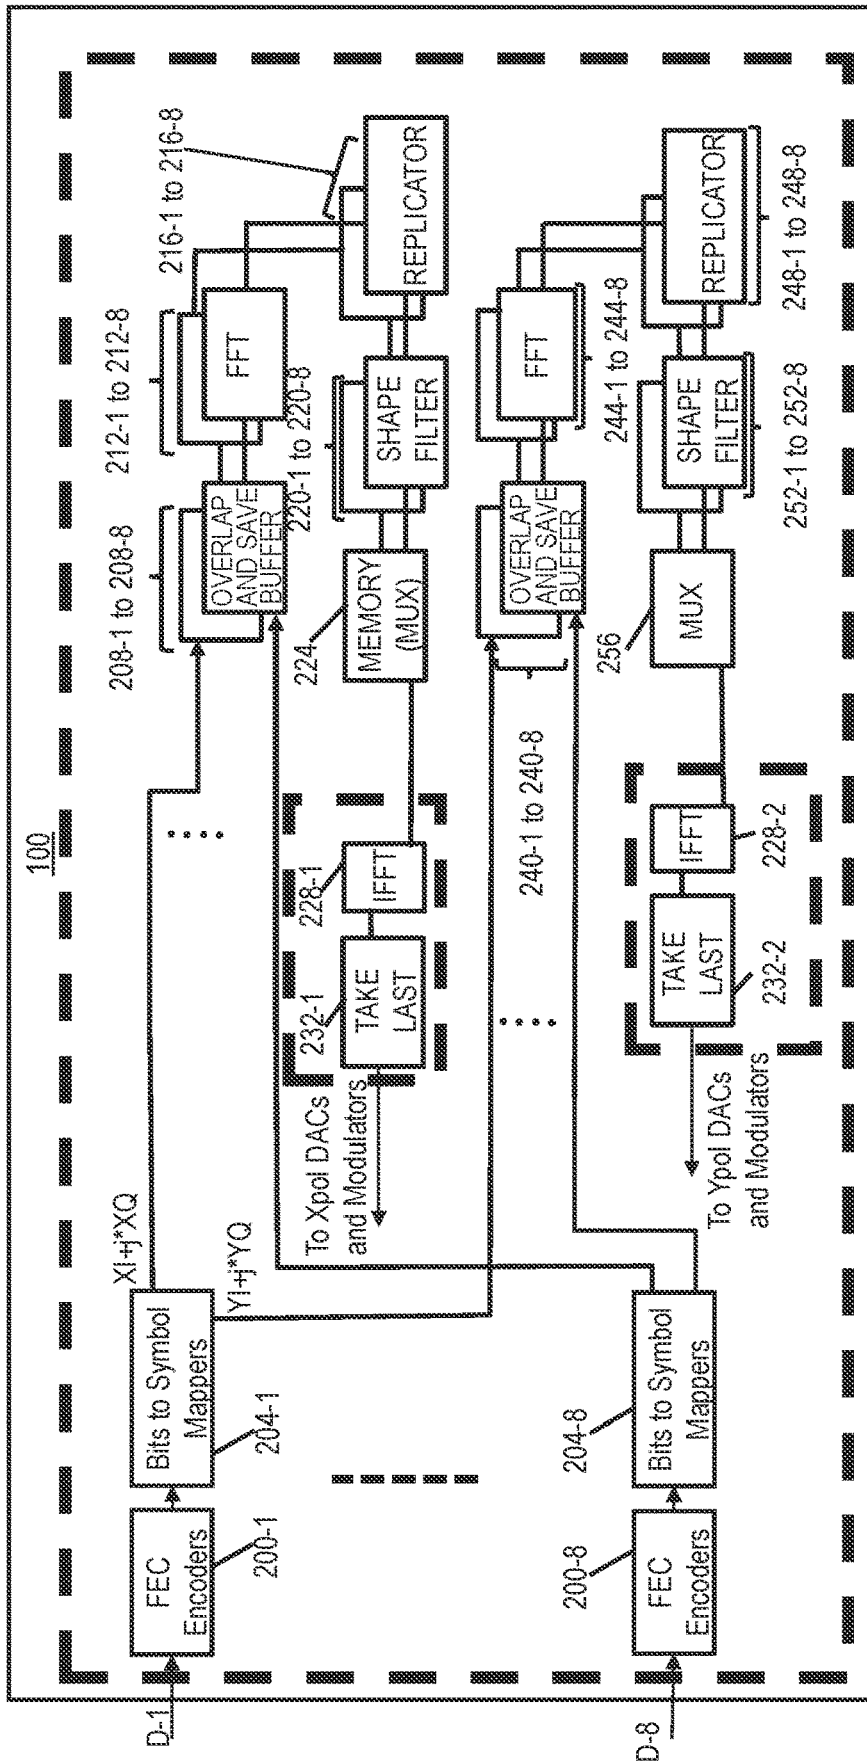 100
D-1
FEC
Encoders
200-1
Bits to Symbol
Mappers
204-1
XI+j*XQ
YI+j*YQ
208-1 to 208-8
OVERLAP
AND SAVE
BUFFER
212-1 to 212-8
FFT
216-1 to 216-8
REPLICATOR
220-1 to 220-8
SHAPE
FILTER
224
MEMORY
(MUX)
228-1
IFFT
232-1
TAKE
LAST
To Xpol DACs
and Modulators
240-1 to 240-8
OVERLAP
AND SAVE
BUFFER
FFT
244-1 to 244-8
REPLICATOR
248-1 to 248-8
SHAPE
FILTER
252-1 to 252-8
256
MUX
IFFT
228-2
TAKE
LAST
232-2
To Ypol DACs
and Modulators
D-8
FEC
Encoders
200-8
Bits to Symbol
Mappers
204-8